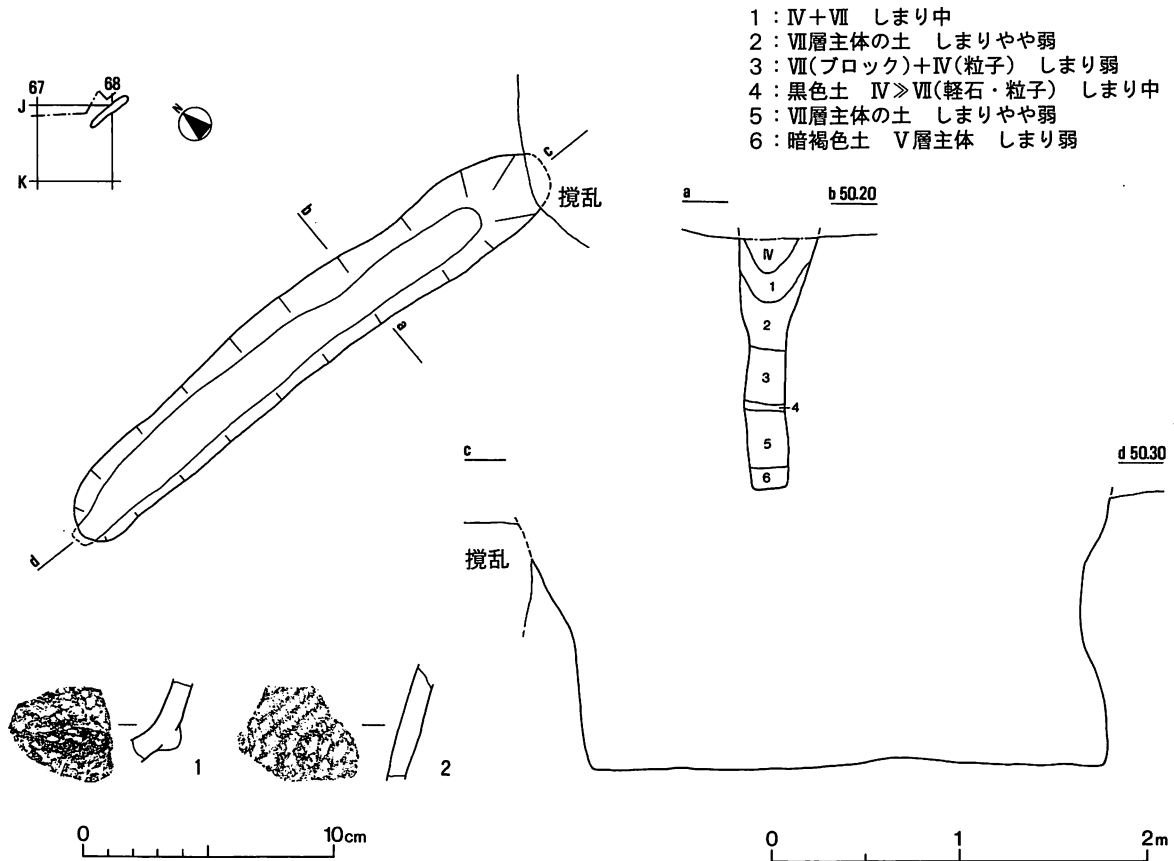 1：Ⅳ＋Ⅶ　しまり中
2：Ⅶ層主体の土　しまりやや弱
3：Ⅶ(ブロック)＋Ⅳ(粒子)　しまり弱
4：黒色土　Ⅳ≫Ⅶ(軽石・粒子)　しまり中
5：Ⅶ層主体の土　しまりやや弱
6：暗褐色土　Ⅴ層主体　しまり弱
67 68
J
K
N
c
撹乱
b
a
d
a b 50.20
Ⅳ
1
2
3
4
5
6
c d 50.30
撹乱
1 2
0 10cm
0 1 2m